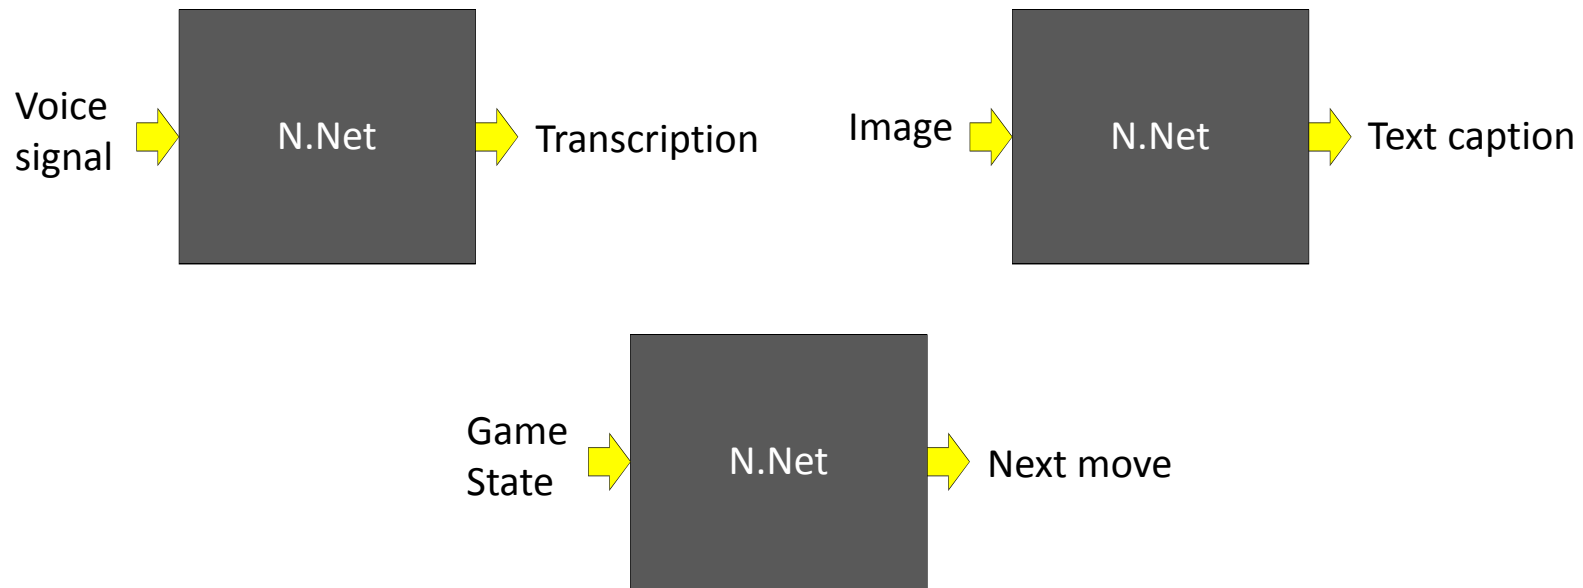 Voice
signal
N.Net
Transcription
Image
N.Net
Text caption
Game
State
N.Net
Next move